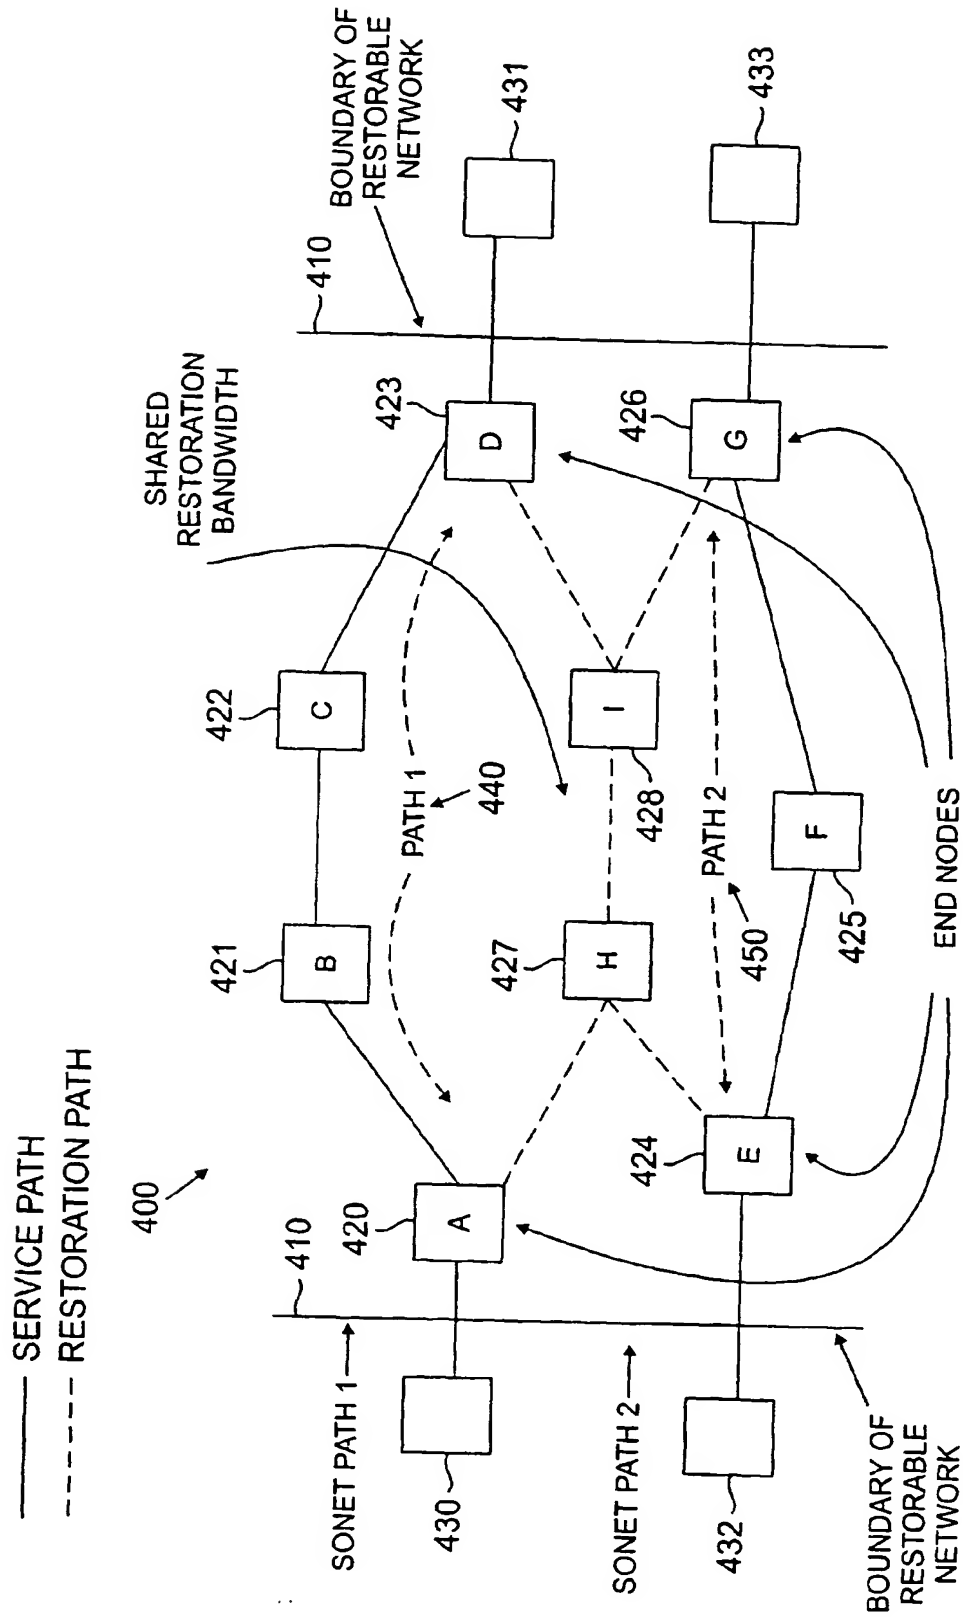 SERVICE PATH
RESTORATION PATH
400
SHARED
RESTORATION
BANDWIDTH
410
BOUNDARY OF
RESTORABLE
NETWORK
421
B
422
C
423
D
431
410
SONET PATH 1
430
420
A
PATH 1
440
427
H
I
428
426
G
433
SONET PATH 2
432
424
E
PATH 2
450
F
425
BOUNDARY OF
RESTORABLE
NETWORK
END NODES